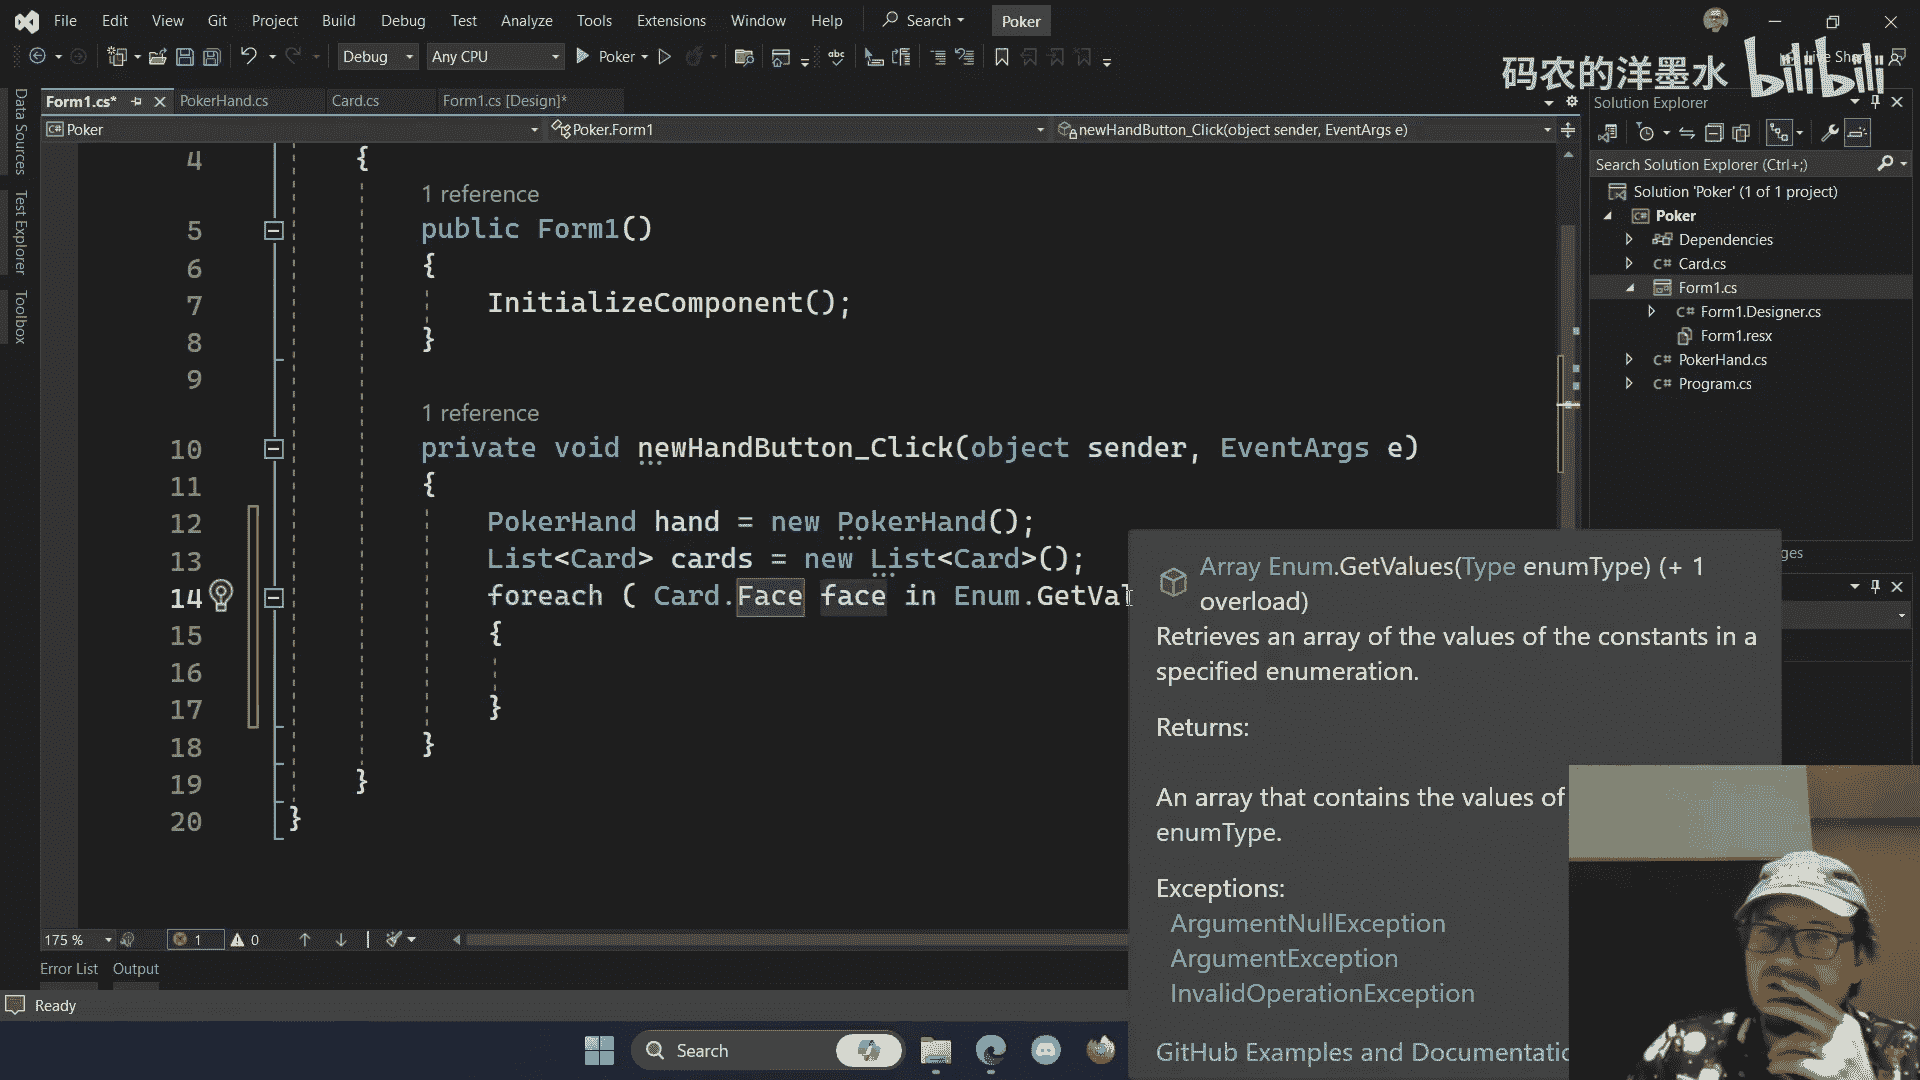 File Edit View Git Project Build Debug Test Analyze Tools Extensions Window Help Search Poker
Debug Any CPU Poker abc Live Share
码农的洋墨水 bilibili
Form1.cs* PokerHand.cs Card.cs Form1.cs [Design]*
C# Poker Poker.Form1 newHandButton_Click(object sender, EventArgs e)
Data Sources
Test Explorer
Toolbox
4 {
1 reference
5 public Form1()
6 {
7 InitializeComponent();
8 }
9
1 reference
10 private void newHandButton_Click(object sender, EventArgs e)
11 {
12 PokerHand hand = new PokerHand();
13 List<Card> cards = new List<Card>();
14 foreach ( Card.Face face in Enum.GetVal
15 {
16
17 }
18 }
19 }
20 }
Array Enum.GetValues(Type enumType) (+ 1
overload)
Retrieves an array of the values of the constants in a
specified enumeration.
Returns:
An array that contains the values of
enumType.
Exceptions:
ArgumentNullException
ArgumentException
InvalidOperationException
GitHub Examples and Documentatio
Solution Explorer
Search Solution Explorer (Ctrl+;)
Solution 'Poker' (1 of 1 project)
C# Poker
Dependencies
C# Card.cs
Form1.cs
C# Form1.Designer.cs
Form1.resx
C# PokerHand.cs
C# Program.cs
ges
175 % 1 0
Error List Output
Ready
Search